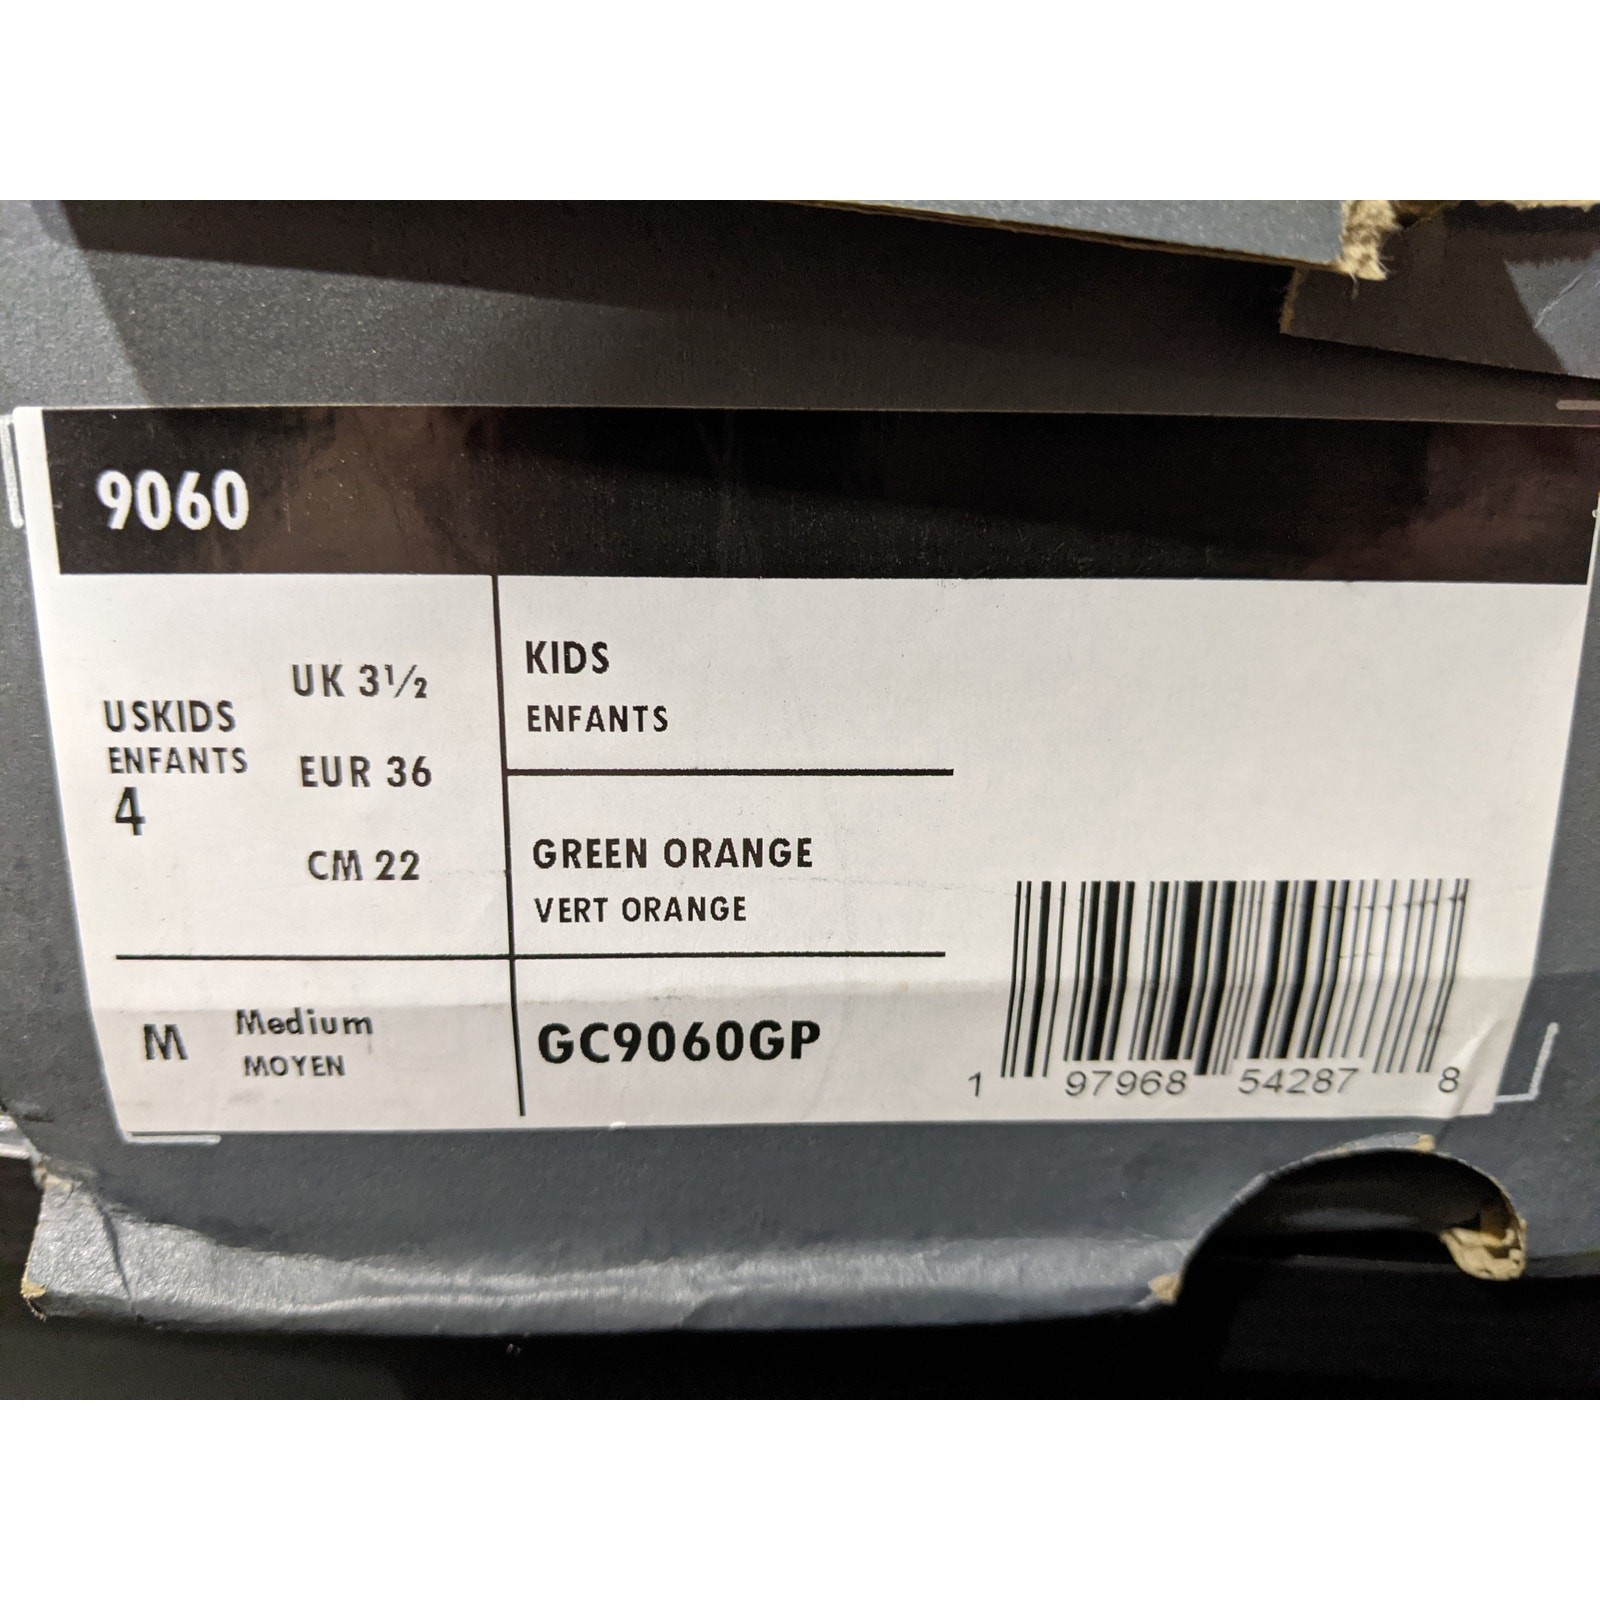 9060
USKIDS
ENFANTS
4
UK 3½
EUR 36
CM 22
KIDS
ENFANTS
GREEN ORANGE
VERT ORANGE
M Medium
MOYEN
GC9060GP
1 97968 54287 8